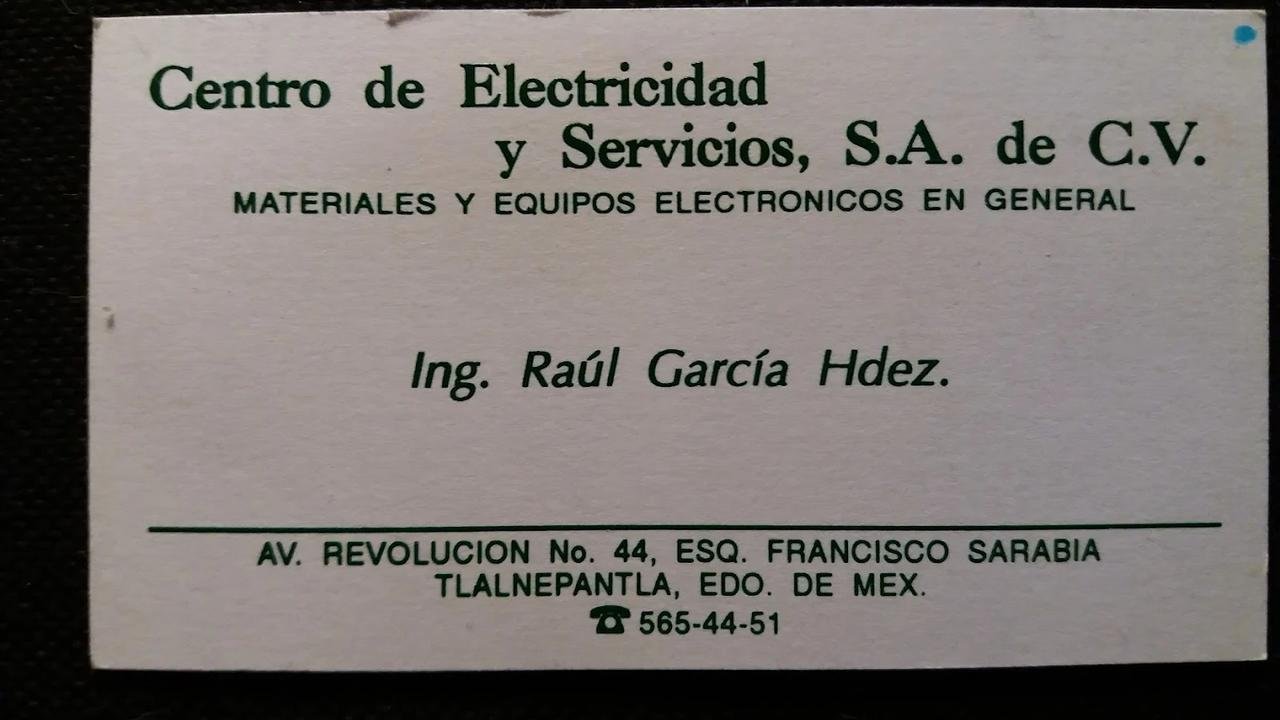 Centro de Electricidad
y Servicios, S.A. de C.V.
MATERIALES Y EQUIPOS ELECTRONICOS EN GENERAL
Ing. Raúl García Hdez.
AV. REVOLUCION No. 44, ESQ. FRANCISCO SARABIA
TLALNEPANTLA, EDO. DE MEX.
☎ 565-44-51